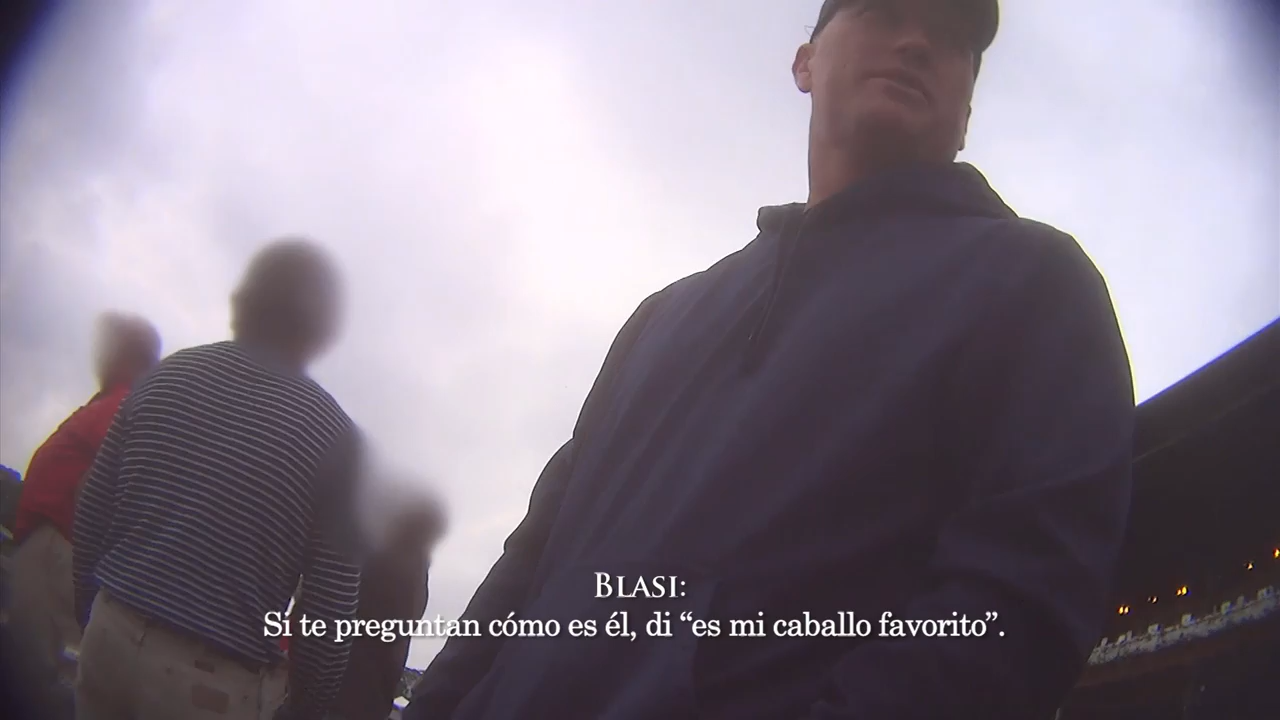 BLASI:
Si te preguntan cómo es él, di “es mi caballo favorito”.